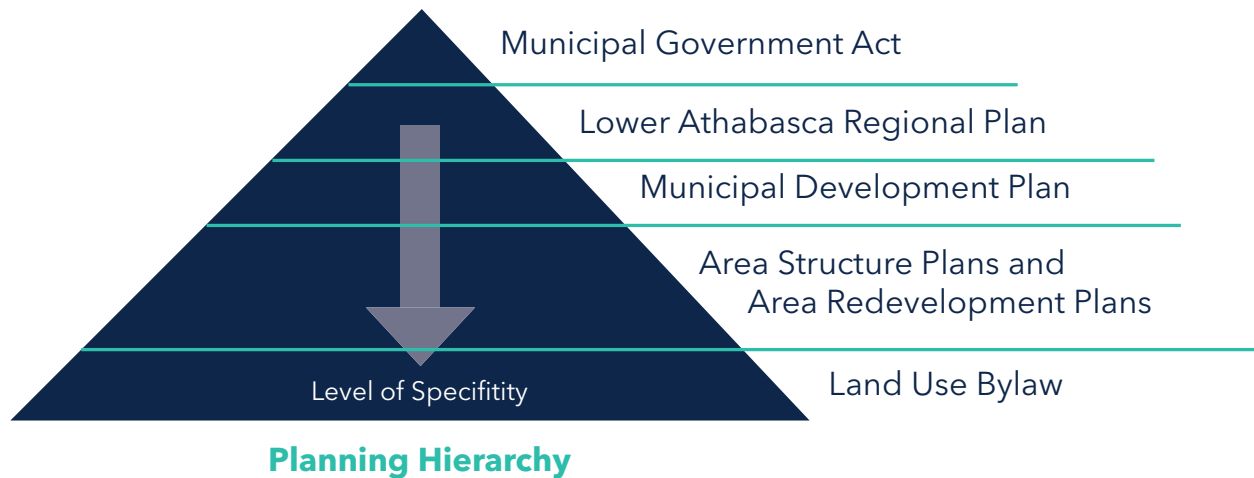 Municipal Government Act
Lower Athabasca Regional Plan
Municipal Development Plan
Area Structure Plans and
Area Redevelopment Plans
Land Use Bylaw
Level of Specifitity
Planning Hierarchy